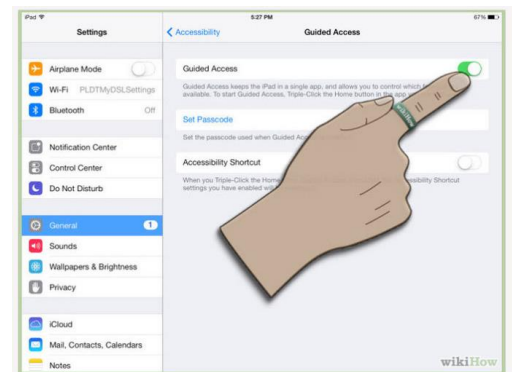 iPad 5:27 PM 67%
Settings
Accessibility Guided Access
Airplane Mode
Wi-Fi PLDTMyDSLSettings
Bluetooth Off
Notification Center
Control Center
Do Not Disturb
General 1
Sounds
Wallpapers & Brightness
Privacy
iCloud
Mail, Contacts, Calendars
Notes
Guided Access
Guided Access keeps the iPad in a single app, and allows you to control which
available. To start Guided Access, Triple-Click the Home button in the app
Set Passcode
Set the passcode used when Guided
Accessibility Shortcut
When you Triple-Click the Home Accessibility Shortcut
settings you have enabled will
wikiHow